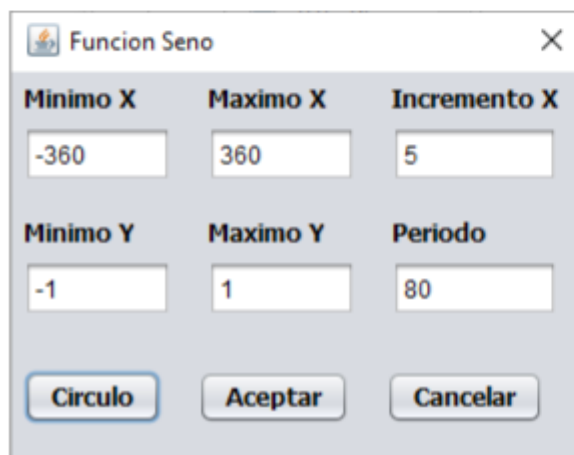 Funcion Seno
Minimo X Maximo X Incremento X
-360 360 5
Minimo Y Maximo Y Periodo
-1 1 80
Circulo Aceptar Cancelar